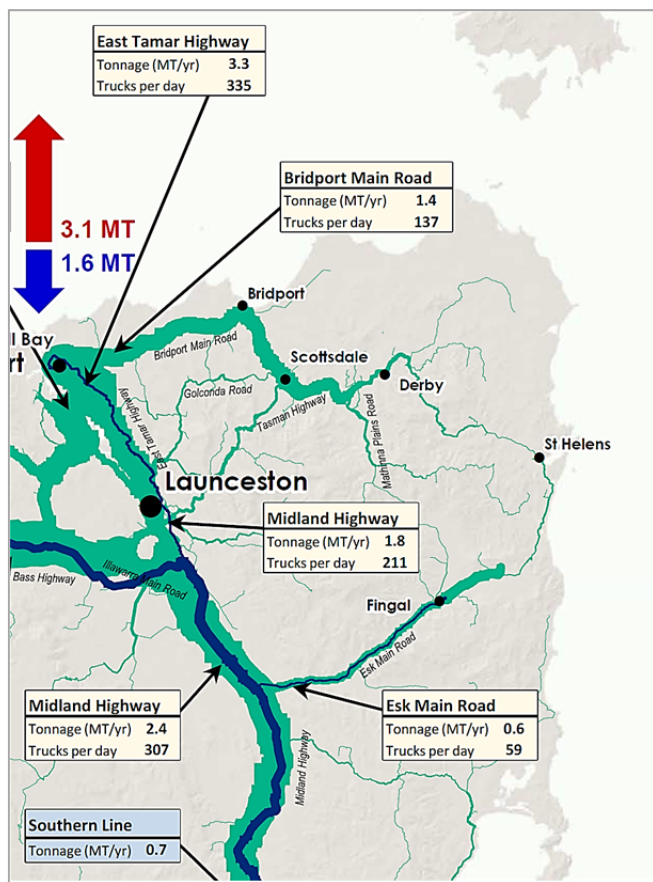 East Tamar Highway
Tonnage (MT/yr) 3.3
Trucks per day 335
Bridport Main Road
Tonnage (MT/yr) 1.4
Trucks per day 137
3.1 MT
1.6 MT
Bridport
Bridport Main Road
l Bay
rt
Scottsdale
Derby
Golconda Road
Tasman Highway
Mathinna Plains Road
East Tamar Highway
St Helens
Launceston
Midland Highway
Tonnage (MT/yr) 1.8
Trucks per day 211
Bass Highway
Illawarra Main Road
Fingal
Esk Main Road
Midland Highway
Tonnage (MT/yr) 2.4
Trucks per day 307
Esk Main Road
Tonnage (MT/yr) 0.6
Trucks per day 59
Midland Highway
Southern Line
Tonnage (MT/yr) 0.7